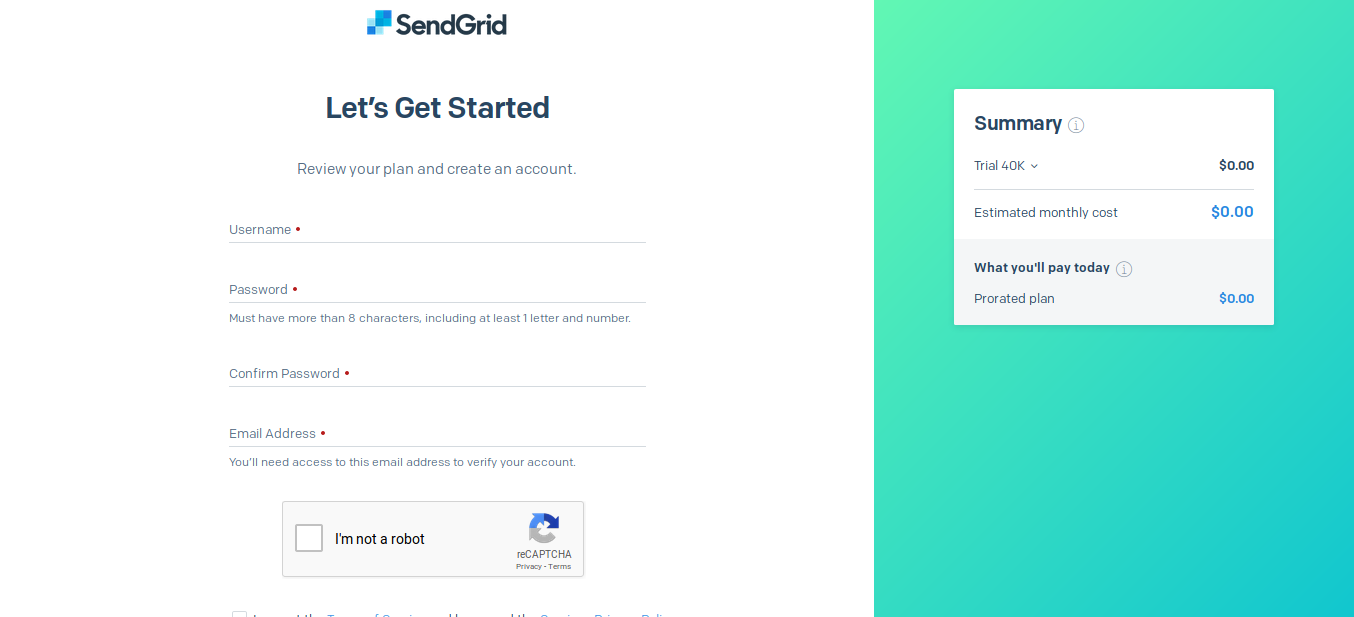 SendGrid
Let's Get Started
Review your plan and create an account.
Username •
Password •
Must have more than 8 characters, including at least 1 letter and number.
Confirm Password •
Email Address •
You'll need access to this email address to verify your account.
I'm not a robot
reCAPTCHA
Privacy - Terms
Summary
Trial 40K $0.00
Estimated monthly cost $0.00
What you'll pay today
Prorated plan $0.00